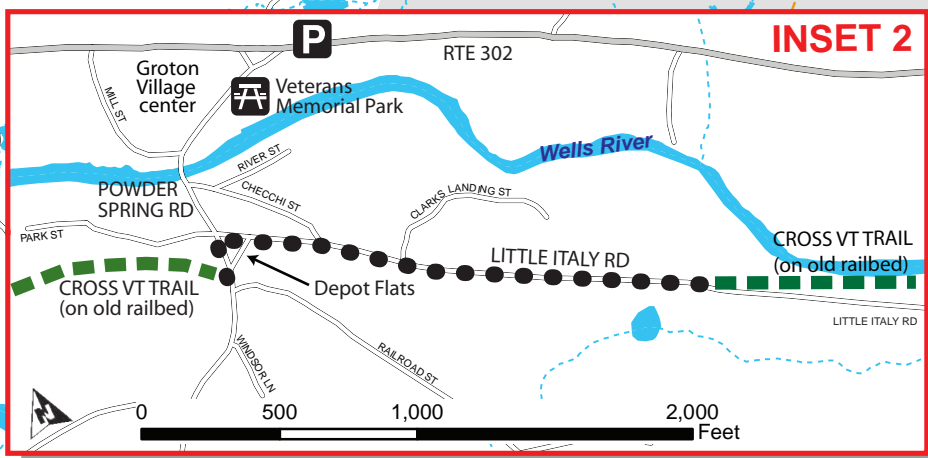 INSET 2
P
RTE 302
Groton
Village
center
Veterans
Memorial Park
MILL ST
Wells River
RIVER ST
POWDER
SPRING RD
CHECCHI ST
CLARKS LANDING ST
PARK ST
CROSS VT TRAIL
(on old railbed)
LITTLE ITALY RD
CROSS VT TRAIL
(on old railbed)
Depot Flats
LITTLE ITALY RD
WINDSOR LN
RAILROAD ST
N
0 500 1,000 2,000
Feet